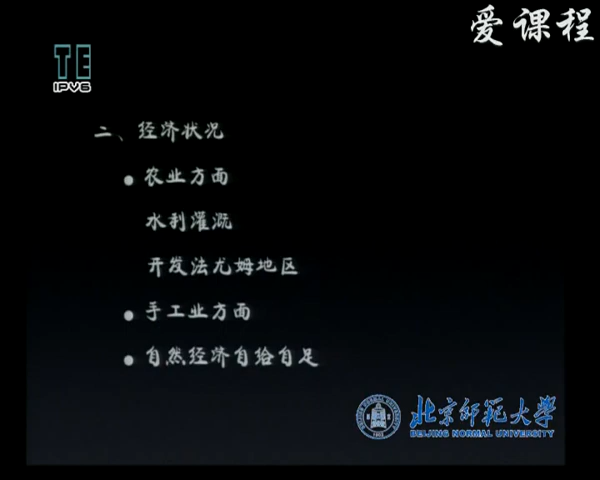 爱课程
TE
IPV6
二、经济状况
● 农业方面
水利灌溉
开发法尤姆地区
● 手工业方面
● 自然经济自给自足
北京师范大学
BEIJING NORMAL UNIVERSITY